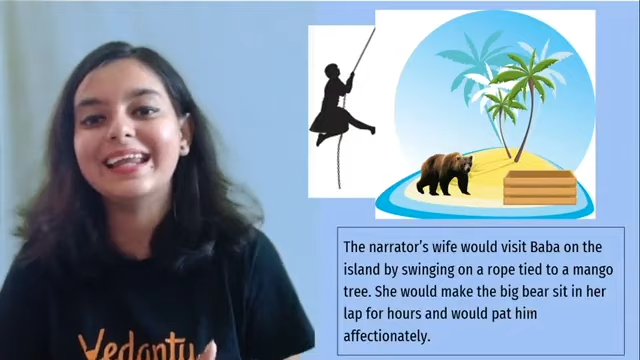 The narrator's wife would visit Baba on the
island by swinging on a rope tied to a mango
tree. She would make the big bear sit in her
lap for hours and would pat him
affectionately.
Vedantu